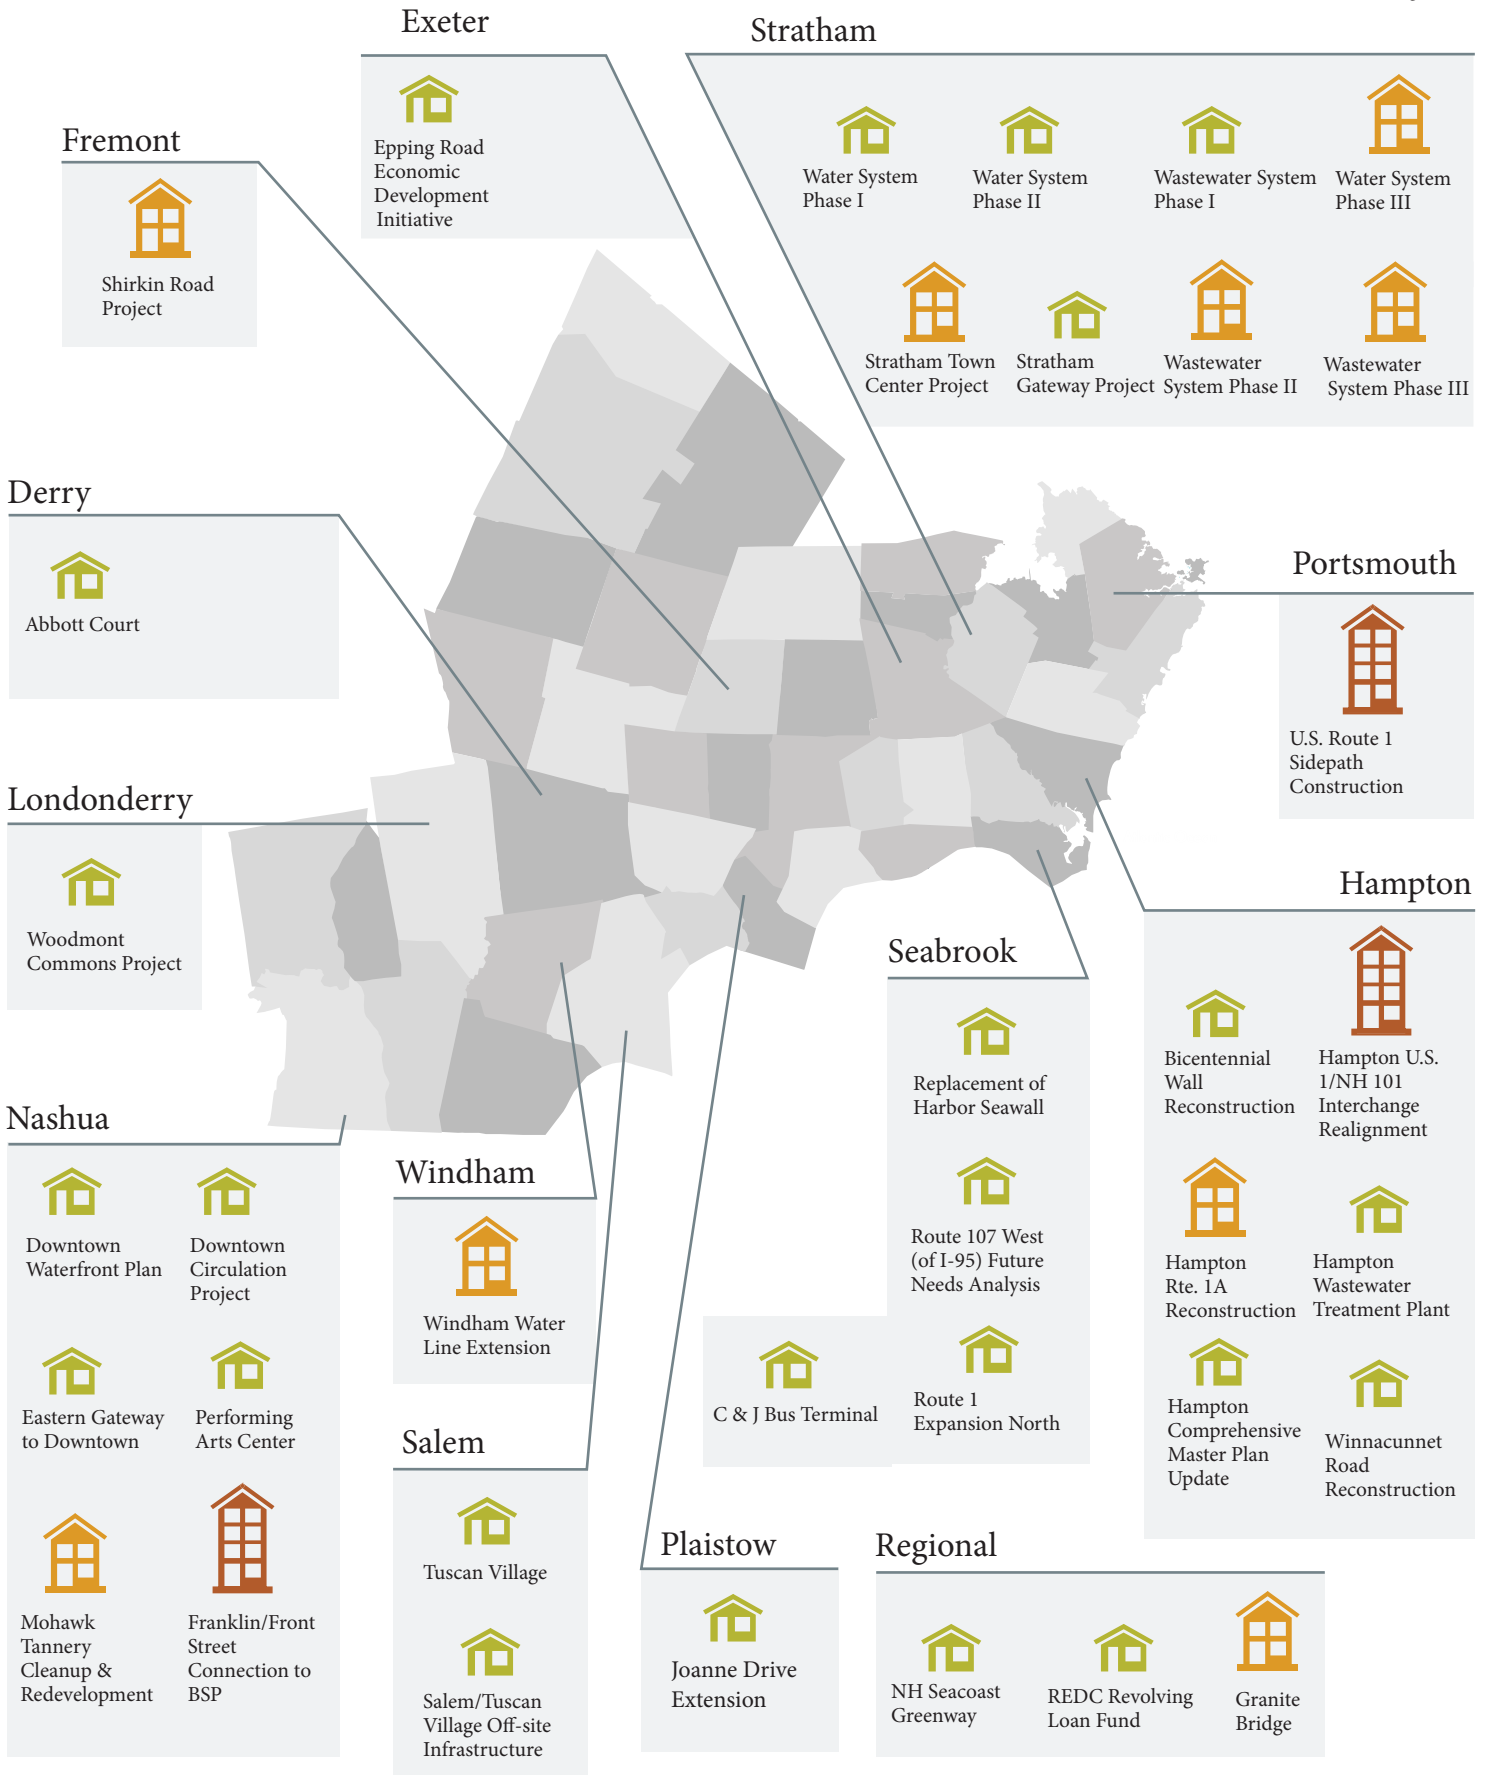 Exeter
Epping Road
Economic
Development
Initiative
Stratham
Water System
Phase I
Water System
Phase II
Wastewater System
Phase I
Water System
Phase III
Stratham Town
Center Project
Stratham
Gateway Project
Wastewater
System Phase II
Wastewater
System Phase III
Fremont
Shirkin Road
Project
Derry
Abbott Court
Portsmouth
U.S. Route 1
Sidepath
Construction
Londonderry
Woodmont
Commons Project
Hampton
Bicentennial
Wall
Reconstruction
Hampton U.S.
1/NH 101
Interchange
Realignment
Hampton
Rte. 1A
Reconstruction
Hampton
Wastewater
Treatment Plant
Hampton
Comprehensive
Master Plan
Update
Winnacunnet
Road
Reconstruction
Seabrook
Replacement of
Harbor Seawall
Route 107 West
(of I-95) Future
Needs Analysis
C & J Bus Terminal
Route 1
Expansion North
Nashua
Downtown
Waterfront Plan
Downtown
Circulation
Project
Eastern Gateway
to Downtown
Performing
Arts Center
Mohawk
Tannery
Cleanup &
Redevelopment
Franklin/Front
Street
Connection to
BSP
Windham
Windham Water
Line Extension
Salem
Tuscan Village
Salem/Tuscan
Village Off-site
Infrastructure
Plaistow
Joanne Drive
Extension
Regional
NH Seacoast
Greenway
REDC Revolving
Loan Fund
Granite
Bridge